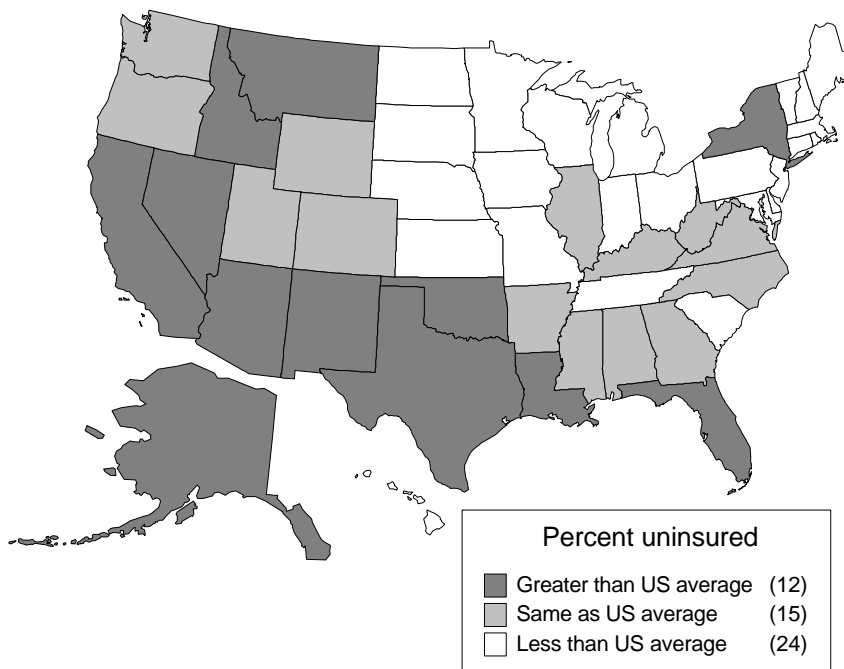 Percent uninsured
Greater than US average (12)
Same as US average (15)
Less than US average (24)